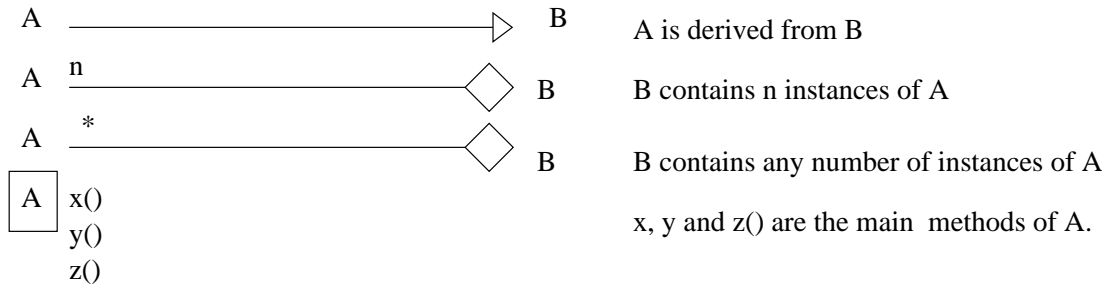 A B A is derived from B
A n B B contains n instances of A
A * B B contains any number of instances of A
A x() x, y and z() are the main methods of A.
y()
z()